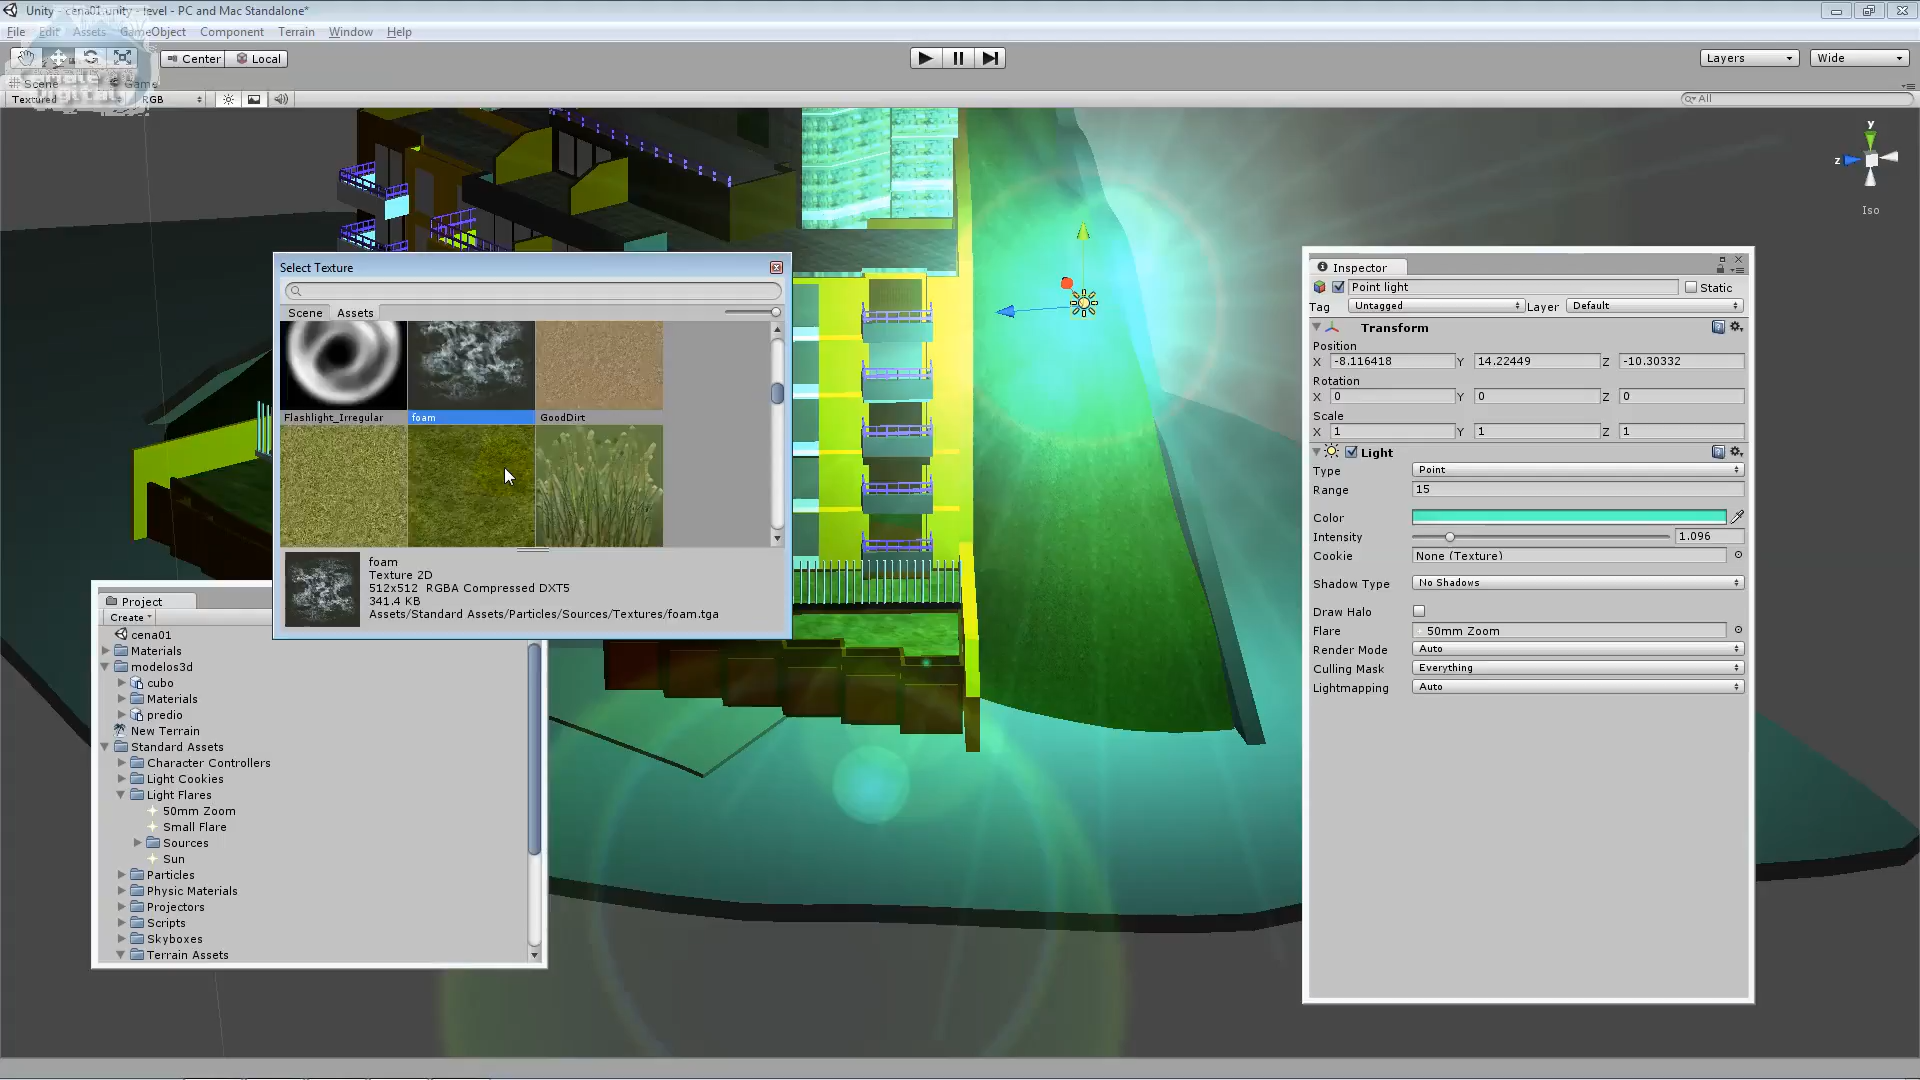 Unity - cena01.unity - level - PC and Mac Standalone*
File Edit Assets GameObject Component Terrain Window Help
Center Local
Layers Wide
Scene Game
Textured RGB All
y
z
Iso
Select Texture
Scene Assets
Flashlight_Irregular foam GoodDirt
foam
Texture 2D
512x512 RGBA Compressed DXT5
341.4 KB
Assets/Standard Assets/Particles/Sources/Textures/foam.tga
Project
Create
cena01
Materials
modelos3d
cubo
Materials
predio
New Terrain
Standard Assets
Character Controllers
Light Cookies
Light Flares
50mm Zoom
Small Flare
Sources
Sun
Particles
Physic Materials
Projectors
Scripts
Skyboxes
Terrain Assets
Inspector
Point light Static
Tag Untagged Layer Default
Transform
Position
X -8.116418 Y 14.22449 Z -10.30332
Rotation
X 0 Y 0 Z 0
Scale
X 1 Y 1 Z 1
Light
Type Point
Range 15
Color
Intensity 1.096
Cookie None (Texture)
Shadow Type No Shadows
Draw Halo
Flare 50mm Zoom
Render Mode Auto
Culling Mask Everything
Lightmapping Auto